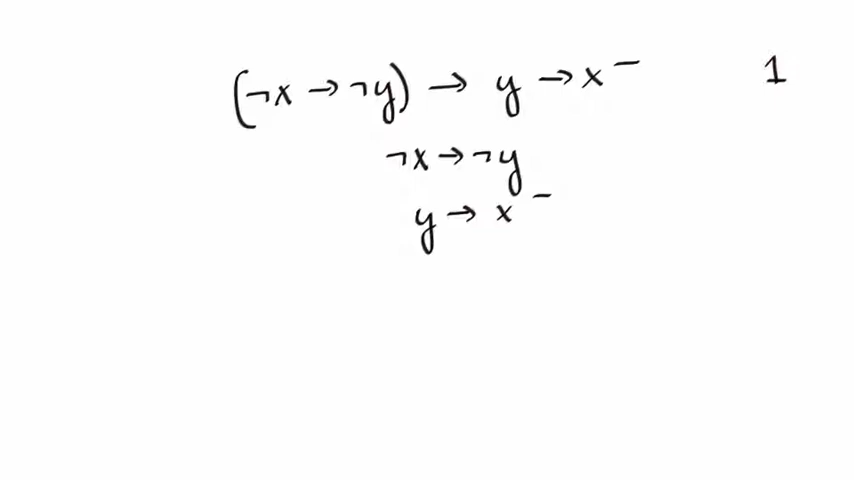 (¬x → ¬y) → y → x – 1
¬x → ¬y
y → x –